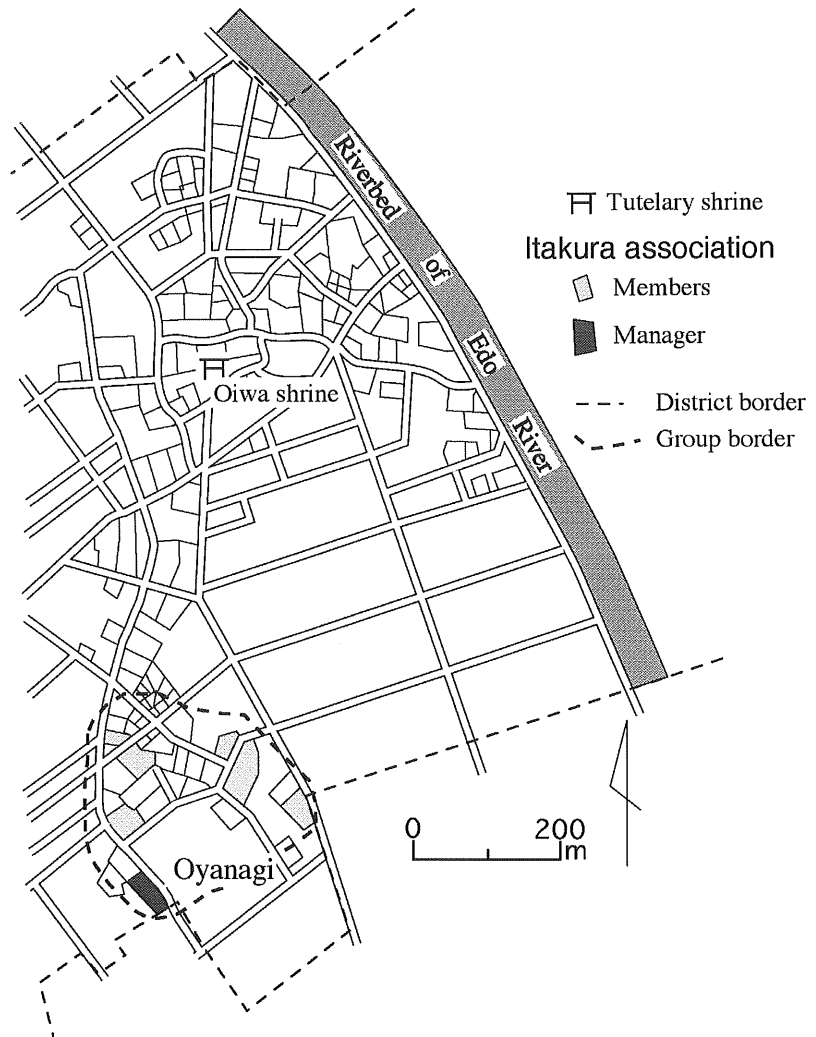 Riverbed of Edo River
Tutelary shrine
Itakura association
Members
Manager
District border
Group border
Oiwa shrine
Oyanagi
0 200
m